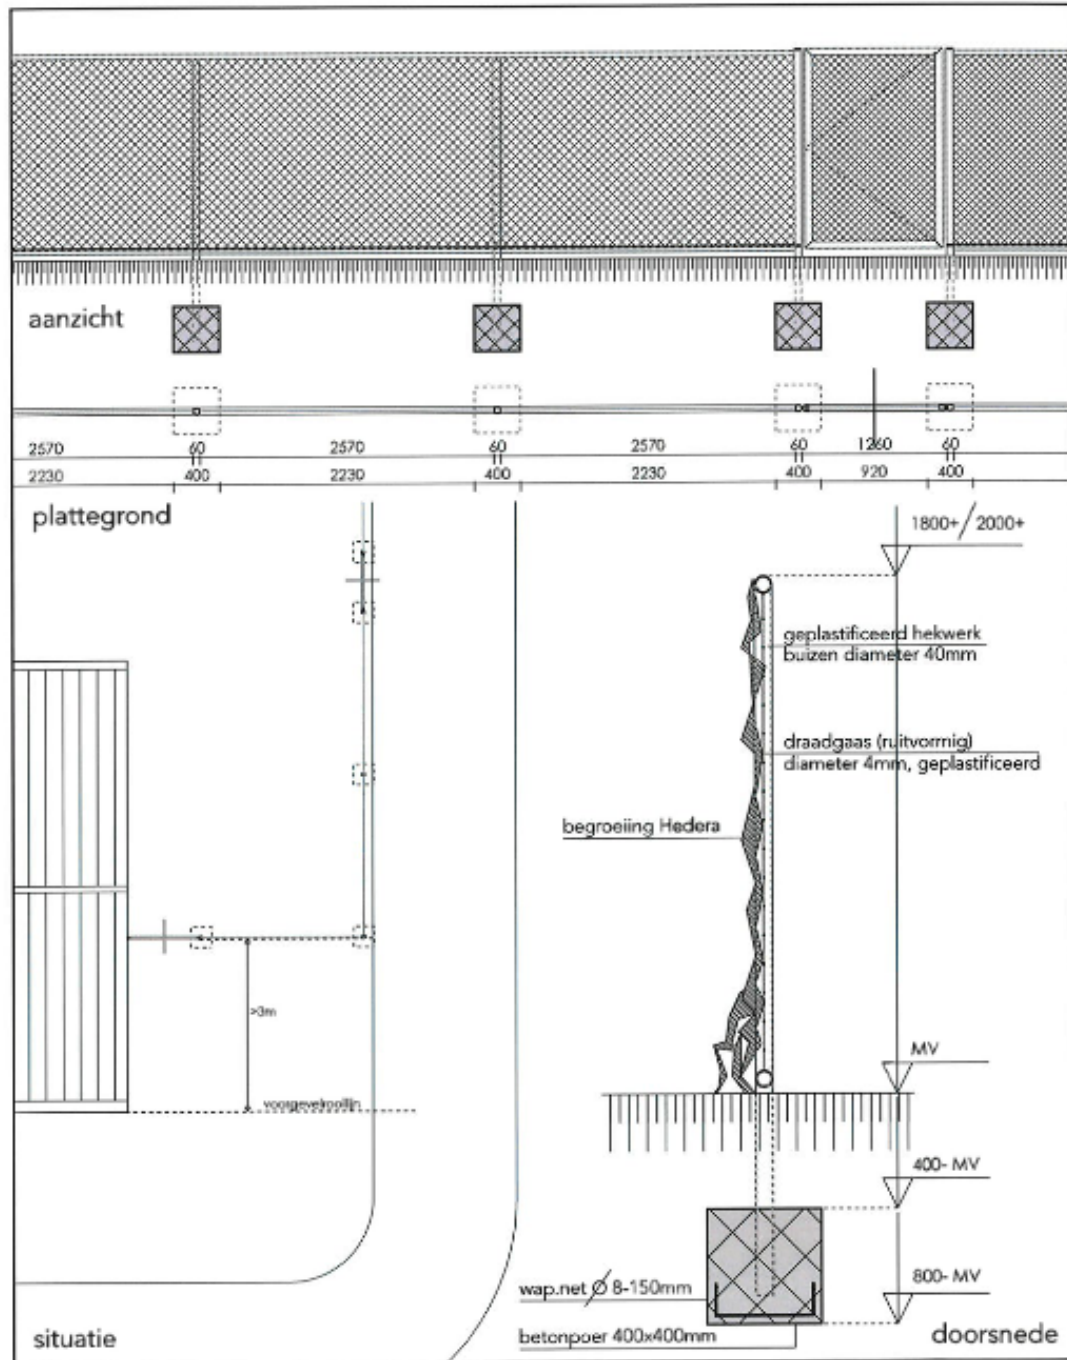 aanzicht
2570 60 2570 60 2570 60 1260 60
2230 400 2230 400 2230 400 920 400
plattegrond
1800+/2000+
geplastificeerd hekwerk
buizen diameter 40mm
draadgaas (ruitvormig)
diameter 4mm, geplastificeerd
begroeiing Hedera
>3m
voorgevelrooilijn
MV
400- MV
wap.net Ø 8-150mm
800- MV
betonpoer 400x400mm
situatie
doorsnede